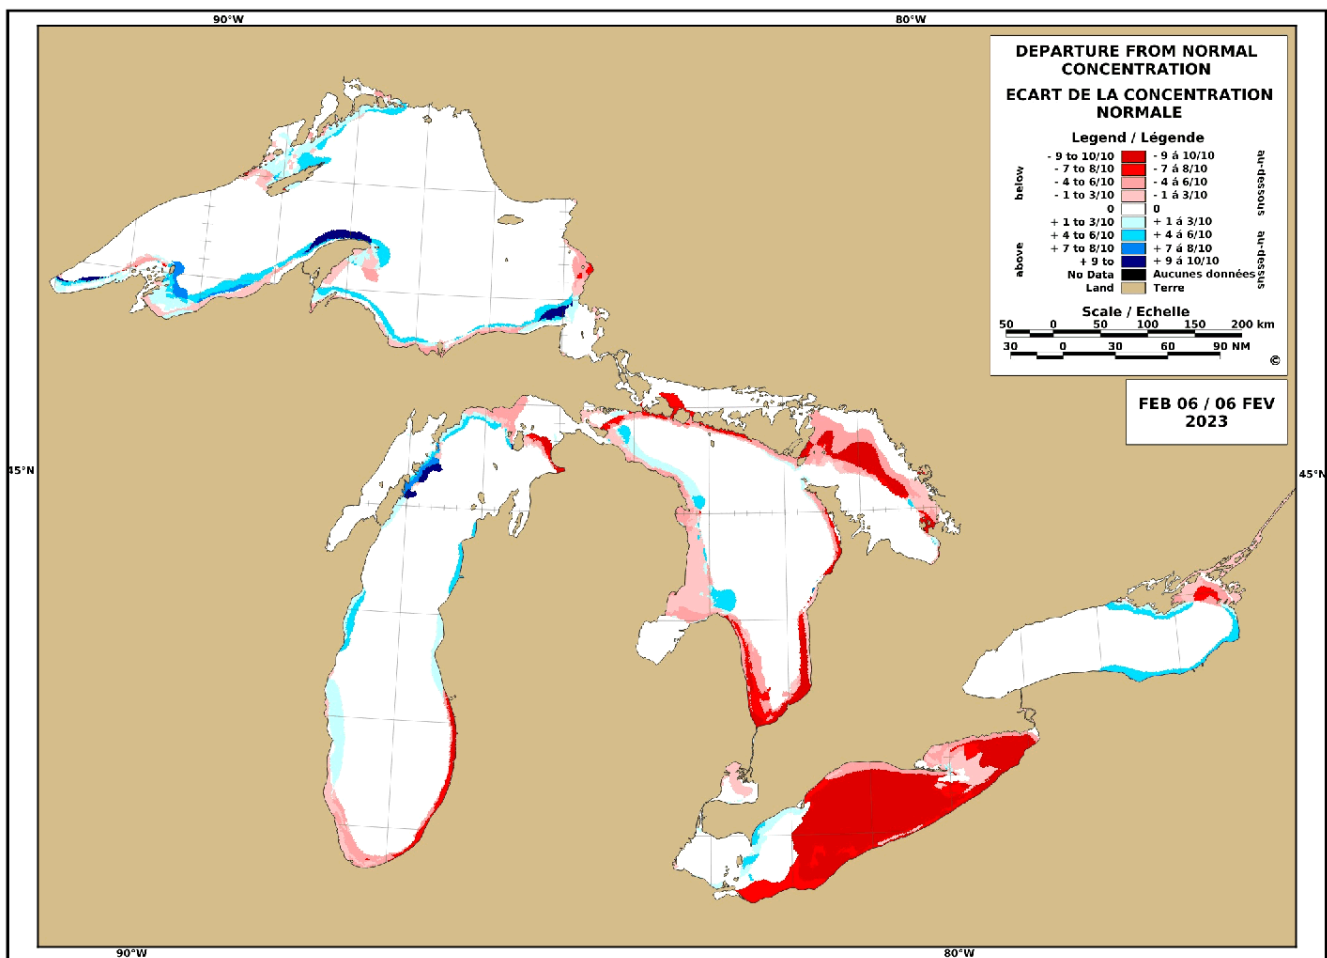 90°W
80°W
DEPARTURE FROM NORMAL
CONCENTRATION
ECART DE LA CONCENTRATION
NORMALE
Legend / Légende
below
above
- 9 to 10/10 - 9 á 10/10
- 7 to 8/10 - 7 á 8/10
- 4 to 6/10 - 4 á 6/10
- 1 to 3/10 - 1 á 3/10
0 0
+ 1 to 3/10 + 1 á 3/10
+ 4 to 6/10 + 4 á 6/10
+ 7 to 8/10 + 7 á 8/10
+ 9 to + 9 á 10/10
No Data Aucunes données
Land Terre
au-dessous
au-dessus
Scale / Echelle
50 0 50 100 150 200 km
30 0 30 60 90 NM
©
FEB 06 / 06 FEV
2023
45°N
45°N
90°W
80°W